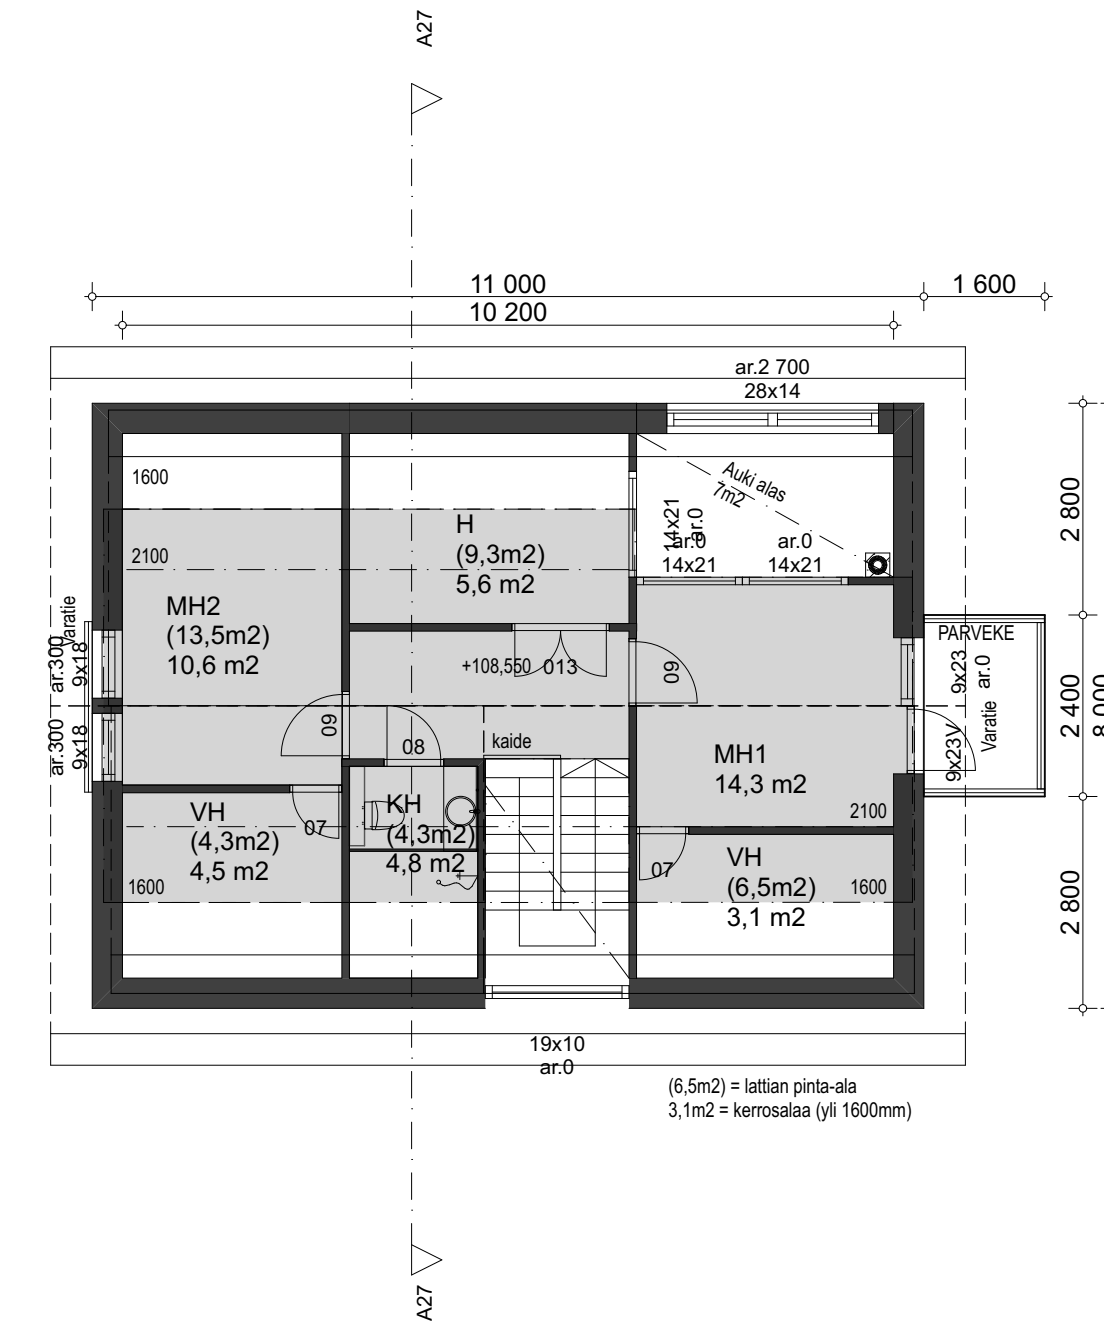 A27
11 000
1 600
10 200
ar.2 700
28x14
1600
2100
H
(9,3m2)
5,6 m2
Auki alas
7m2
14x21
ar.0
ar.0
14x21
ar.0
14x21
2 800
MH2
(13,5m2)
10,6 m2
Varatie
ar.300
9x18
ar.300
9x18
+108,550
013
09
09
08
kaide
PARVEKE
9x23
ar.0
Varatie
9x23V
2 400
8 000
MH1
14,3 m2
2100
VH
(4,3m2)
4,5 m2
07
KH
(4,3m2)
4,8 m2
1600
07
VH
(6,5m2)
3,1 m2
1600
2 800
19x10
ar.0
(6,5m2) = lattian pinta-ala
3,1m2 = kerrosalaa (yli 1600mm)
A27